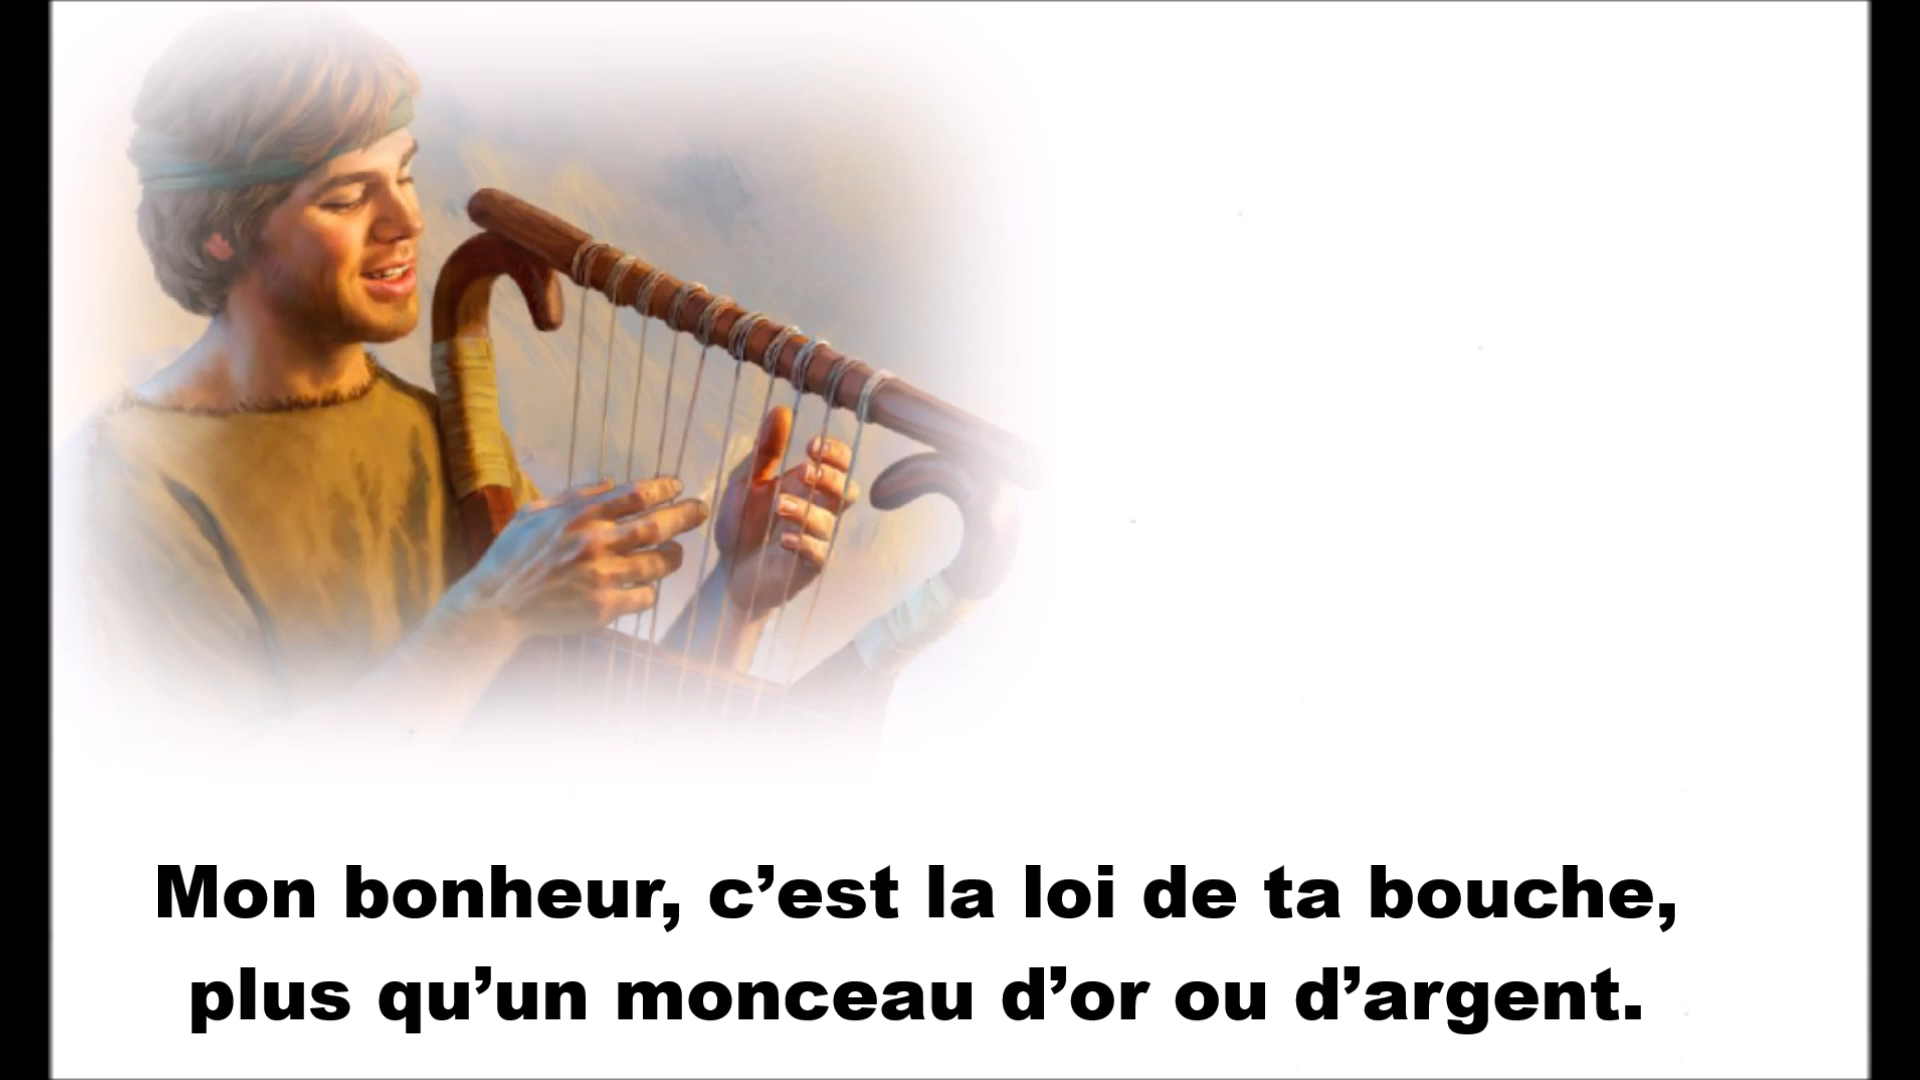 Mon bonheur, c’est la loi de ta bouche,
plus qu’un monceau d’or ou d’argent.